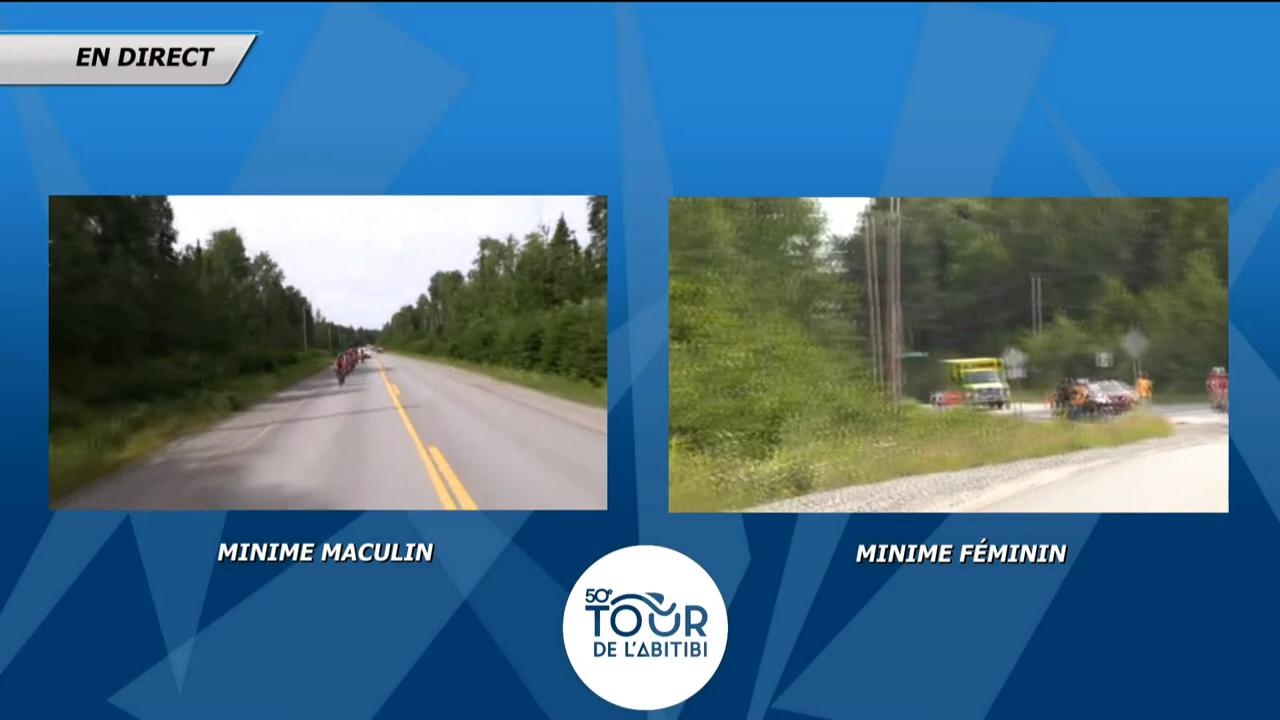 EN DIRECT
MINIME MACULIN
MINIME FÉMININ
50e
TOUR
DE L'ABITIBI